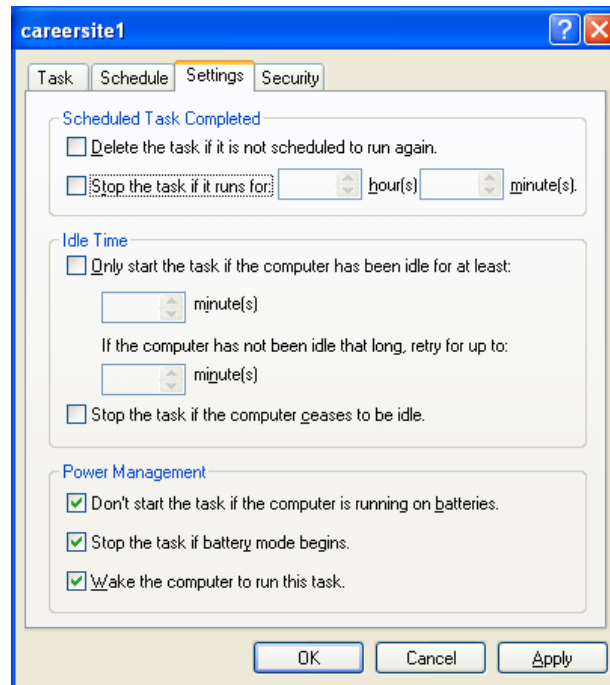 careersite1
Task Schedule Settings Security
Scheduled Task Completed
Delete the task if it is not scheduled to run again.
Stop the task if it runs for: hour(s) minute(s).
Idle Time
Only start the task if the computer has been idle for at least:
minute(s)
If the computer has not been idle that long, retry for up to:
minute(s)
Stop the task if the computer ceases to be idle.
Power Management
Don't start the task if the computer is running on batteries.
Stop the task if battery mode begins.
Wake the computer to run this task.
OK Cancel Apply